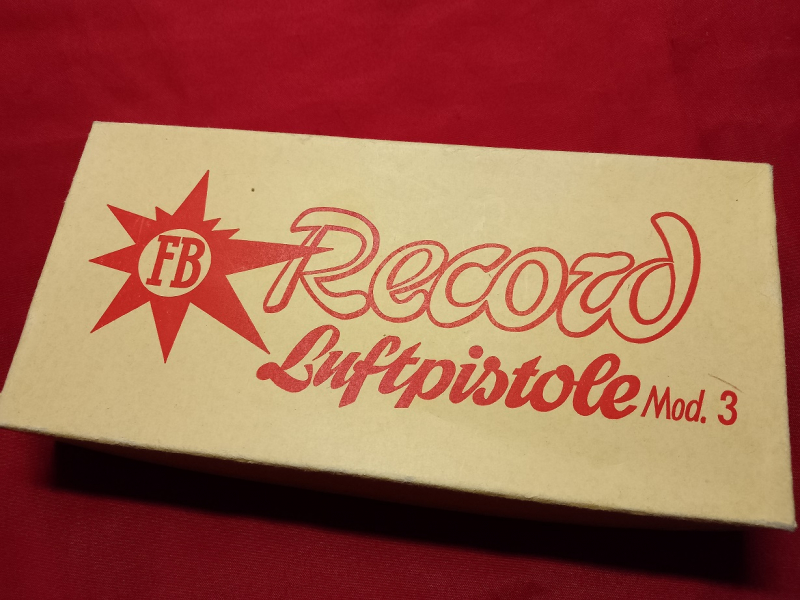 FB
Record
Luftpistole Mod. 3